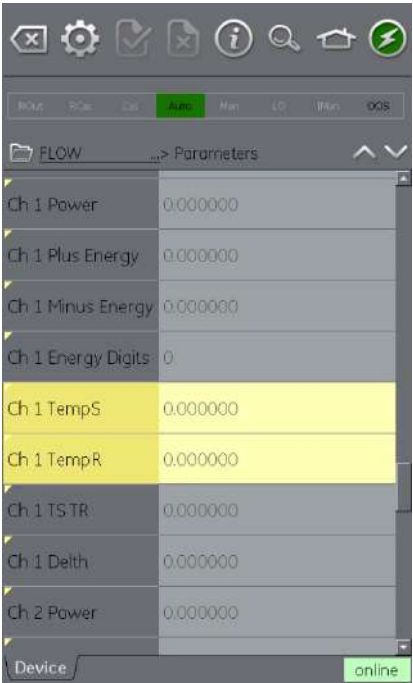 ROut RCas Cas Auto Man LO IMan OOS
FLOW ...> Parameters
Ch 1 Power 0.000000
Ch 1 Plus Energy 0.000000
Ch 1 Minus Energy 0.000000
Ch 1 Energy Digits 0
Ch 1 TempS 0.000000
Ch 1 TempR 0.000000
Ch 1 TS TR 0.000000
Ch 1 Delth 0.000000
Ch 2 Power 0.000000
Device online